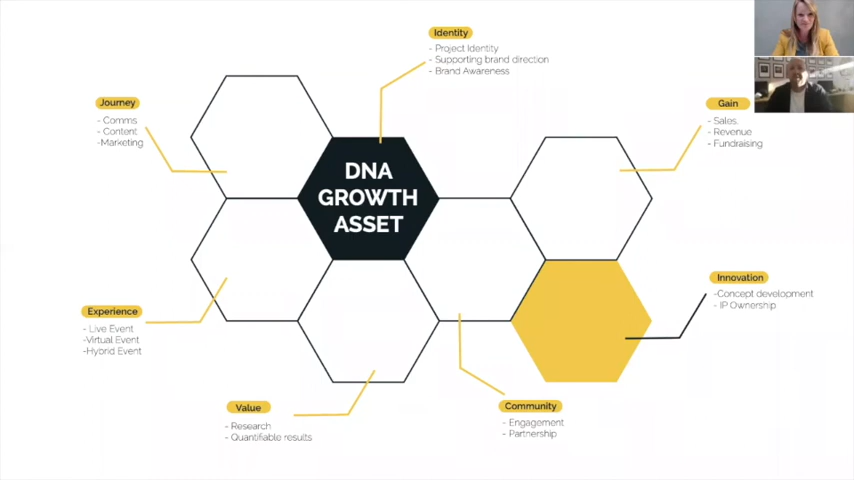 Identity
- Project Identity
- Supporting brand direction
- Brand Awareness
Journey
- Comms
- Content
-Marketing
Gain
- Sales.
- Revenue
- Fundraising
DNA
GROWTH
ASSET
Innovation
-Concept development
- IP Ownership
Experience
- Live Event
-Virtual Event
-Hybrid Event
Value
- Research
- Quantifiable results
Community
- Engagement
- Partnership